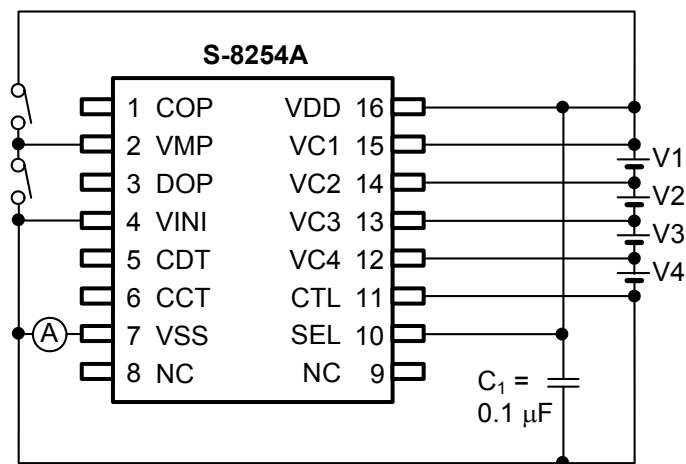 S-8254A
1 COP VDD 16
2 VMP VC1 15
V1
3 DOP VC2 14
V2
4 VINI VC3 13
V3
5 CDT VC4 12
V4
6 CCT CTL 11
A 7 VSS SEL 10
8 NC NC 9
C₁ =
0.1 μF